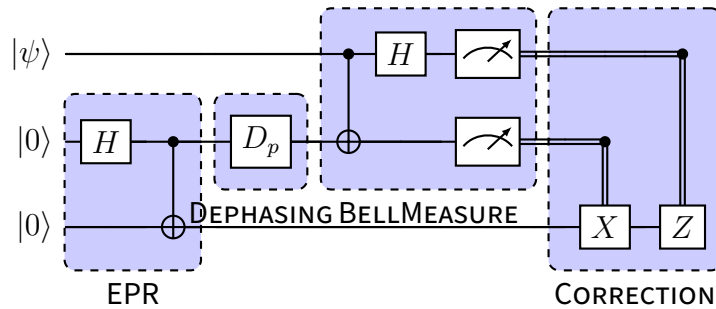 |ψ⟩ H
|0⟩ H D_p
DEPHASING BELLMEASURE
|0⟩ X Z
EPR CORRECTION